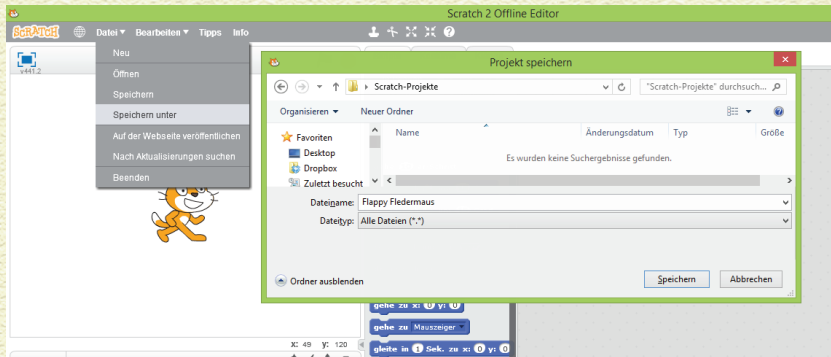 Scratch 2 Offline Editor
SCRATCH Datei Bearbeiten Tipps Info
v441.2
Neu
Öffnen
Speichern
Speichern unter
Auf der Webseite veröffentlichen
Nach Aktualisierungen suchen
Beenden
Projekt speichern
Scratch-Projekte
"Scratch-Projekte" durchsuch...
Organisieren Neuer Ordner
Favoriten
Desktop
Dropbox
Zuletzt besucht
Name Änderungsdatum Typ Größe
Es wurden keine Suchergebnisse gefunden.
Dateiname: Flappy Fledermaus
Dateityp: Alle Dateien (*.*)
Ordner ausblenden
Speichern Abbrechen
gehe zu x: 0 y: 0
gehe zu Mauszeiger
x: 49 y: 120
gleite in 1 Sek. zu x: 0 y: 0